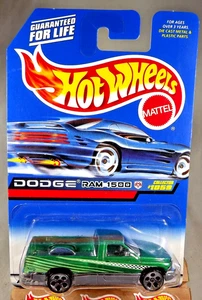 GUARANTEED
FOR LIFE
FOR AGES
OVER 3 YEARS
DIE CAST METAL &
PLASTIC PARTS
HOT WHEELS
MATTEL
DODGE RAM 1500
COLLECTOR